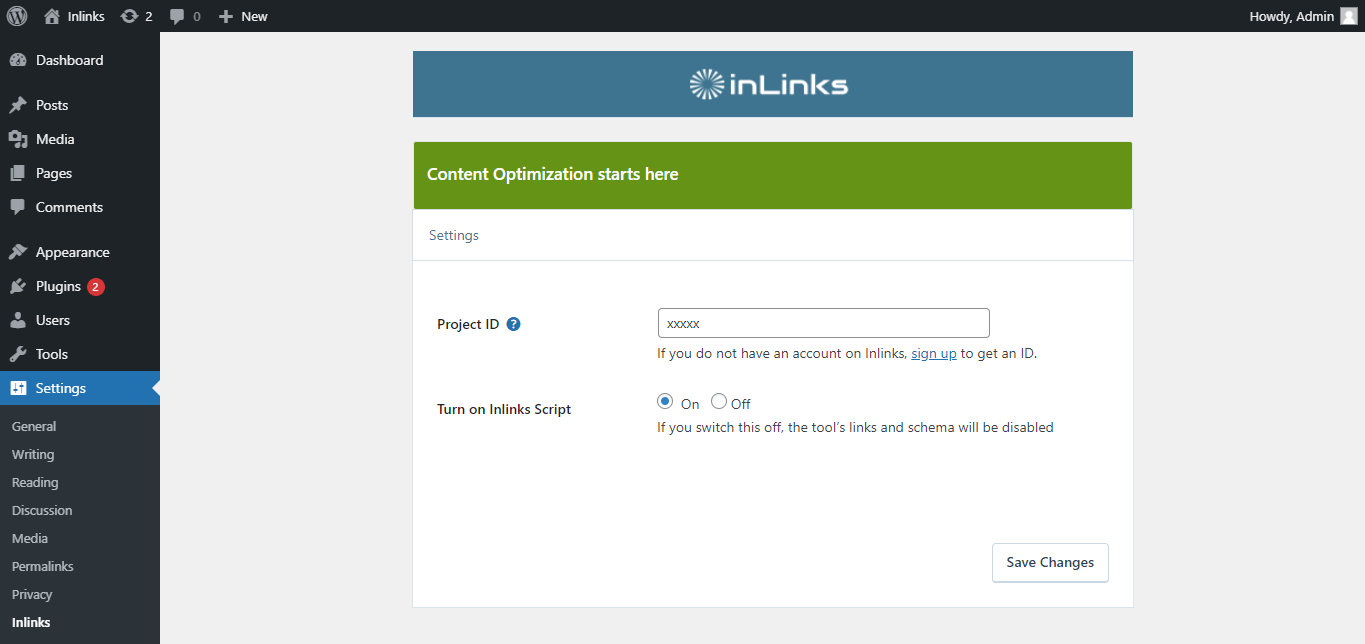 Inlinks 2 0 New Howdy, Admin
Dashboard
Posts
Media
Pages
Comments
Appearance
Plugins 2
Users
Tools
Settings
General
Writing
Reading
Discussion
Media
Permalinks
Privacy
Inlinks
inLinks
Content Optimization starts here
Settings
Project ID ? xxxxx
If you do not have an account on Inlinks, sign up to get an ID.
Turn on Inlinks Script On Off
If you switch this off, the tool’s links and schema will be disabled
Save Changes